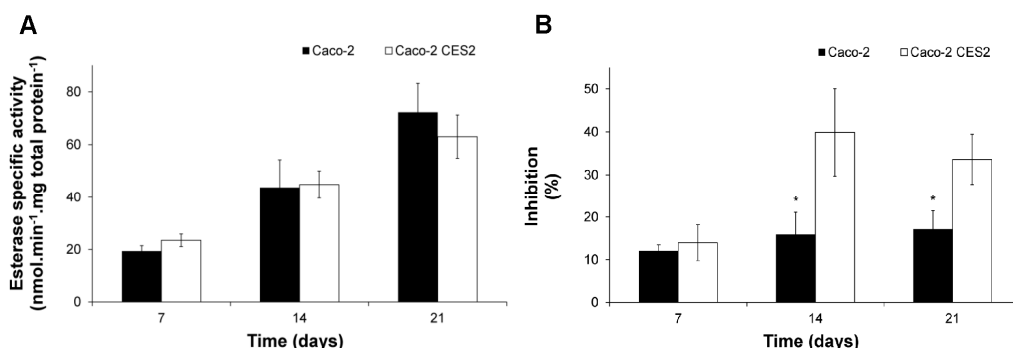 A
Caco-2 Caco-2 CES2
Esterase specific activity
(nmol.min⁻¹.mg total protein⁻¹)
80
60
40
20
0
7 14 21
Time (days)
B
Caco-2 Caco-2 CES2
Inhibition
(%)
50
40
30
20
10
0
* *
7 14 21
Time (days)